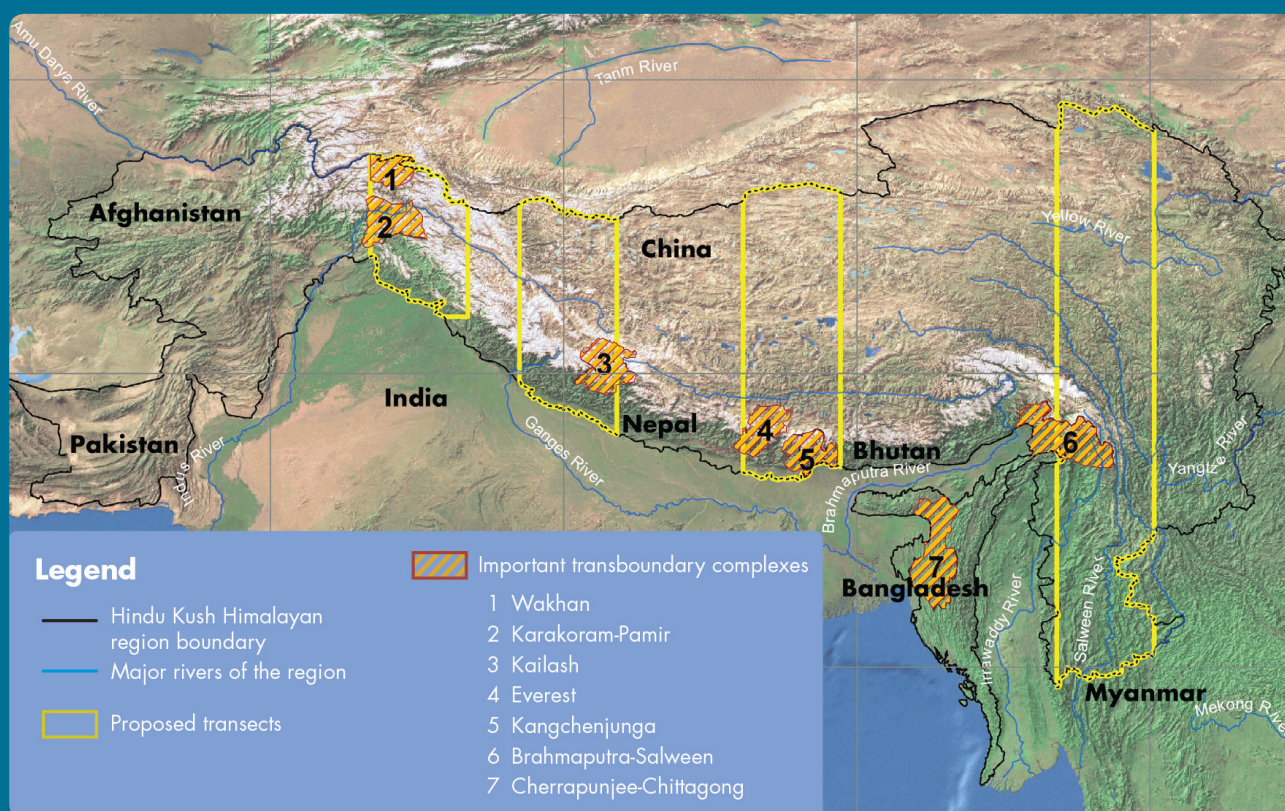 Amu Darya River
Tarim River
Afghanistan
1
2
China
Yellow River
3
India
Nepal
4
5
Bhutan
6
Pakistan
Indus River
Ganges River
Brahmaputra River
Yangtze River
7
Bangladesh
Irrawaddy River
Salween River
Myanmar
Mekong River
Legend
Hindu Kush Himalayan
region boundary
Major rivers of the region
Proposed transects
Important transboundary complexes
1 Wakhan
2 Karakoram-Pamir
3 Kailash
4 Everest
5 Kangchenjunga
6 Brahmaputra-Salween
7 Cherrapunjee-Chittagong